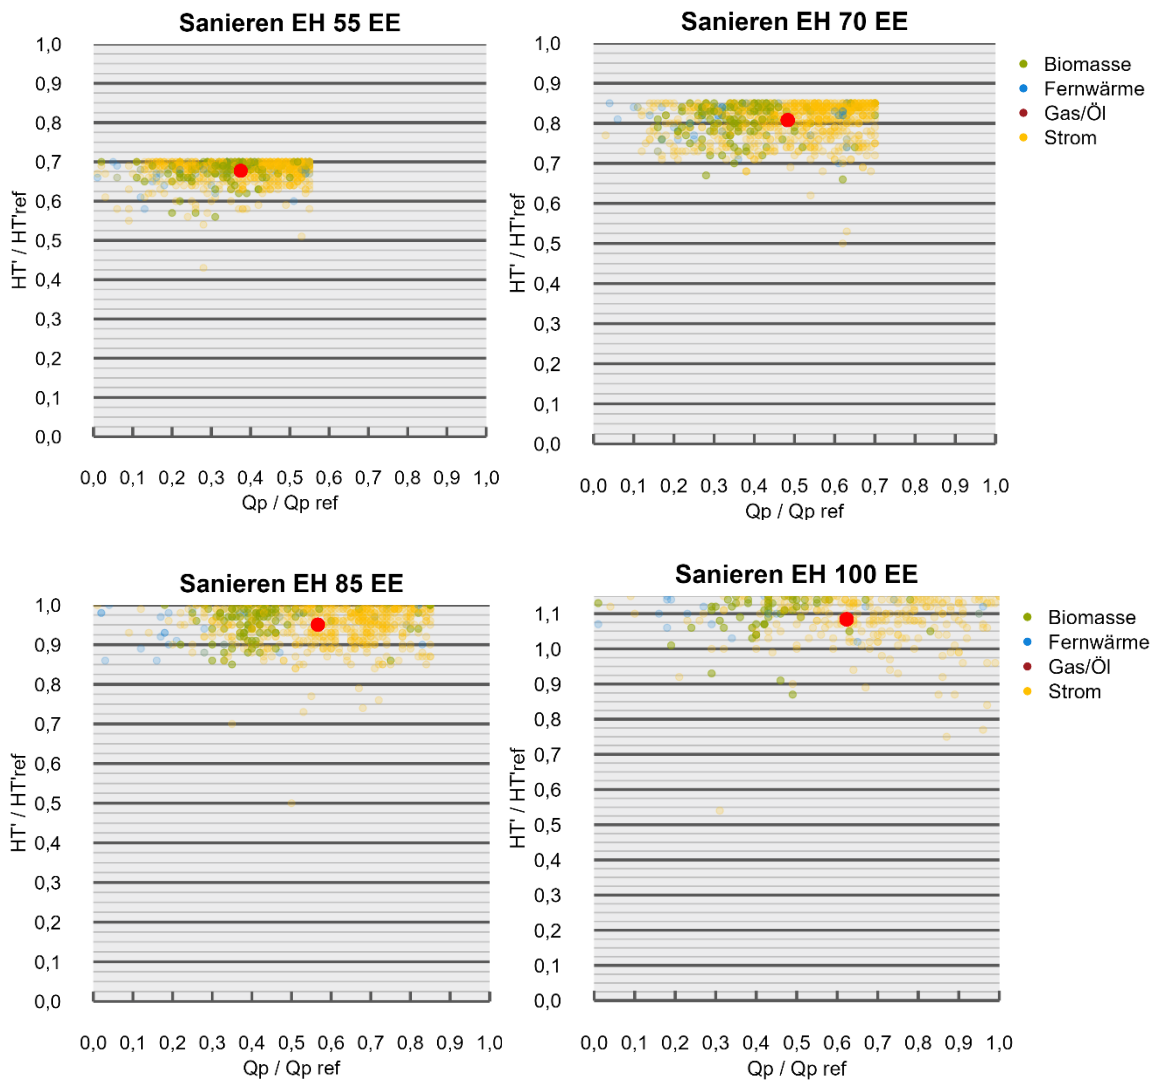 Sanieren EH 55 EE
HT' / HT'ref
1,0
0,9
0,8
0,7
0,6
0,5
0,4
0,3
0,2
0,1
0,0
0,0 0,1 0,2 0,3 0,4 0,5 0,6 0,7 0,8 0,9 1,0
Qp / Qp ref
Sanieren EH 70 EE
HT' / HT'ref
1,0
0,9
0,8
0,7
0,6
0,5
0,4
0,3
0,2
0,1
0,0
0,0 0,1 0,2 0,3 0,4 0,5 0,6 0,7 0,8 0,9 1,0
Qp / Qp ref
Biomasse
Fernwärme
Gas/Öl
Strom
Sanieren EH 85 EE
HT' / HT'ref
1,0
0,9
0,8
0,7
0,6
0,5
0,4
0,3
0,2
0,1
0,0
0,0 0,1 0,2 0,3 0,4 0,5 0,6 0,7 0,8 0,9 1,0
Qp / Qp ref
Sanieren EH 100 EE
HT' / HT'ref
1,1
1,0
0,9
0,8
0,7
0,6
0,5
0,4
0,3
0,2
0,1
0,0
0,0 0,1 0,2 0,3 0,4 0,5 0,6 0,7 0,8 0,9 1,0
Qp / Qp ref
Biomasse
Fernwärme
Gas/Öl
Strom